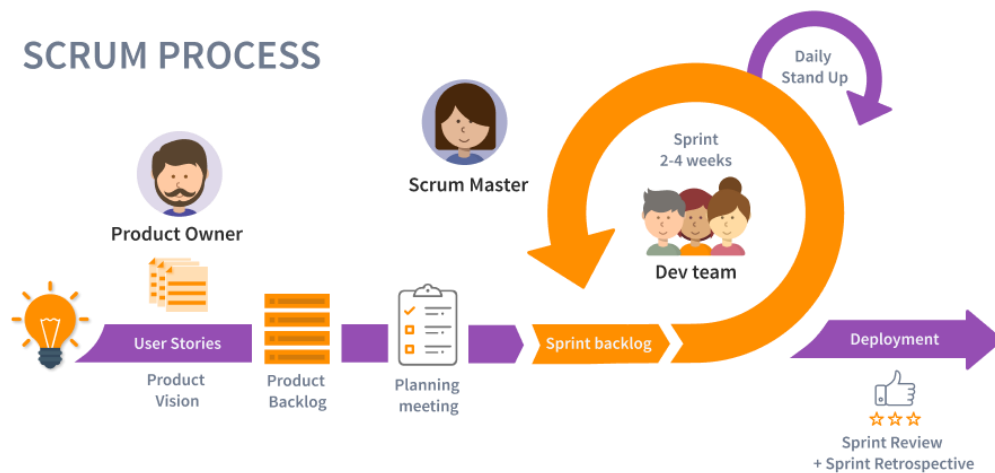 SCRUM PROCESS
Daily
Stand Up
Sprint
2-4 weeks
Scrum Master
Product Owner
Dev team
User Stories
Sprint backlog
Deployment
Product
Vision
Product
Backlog
Planning
meeting
Sprint Review
+ Sprint Retrospective